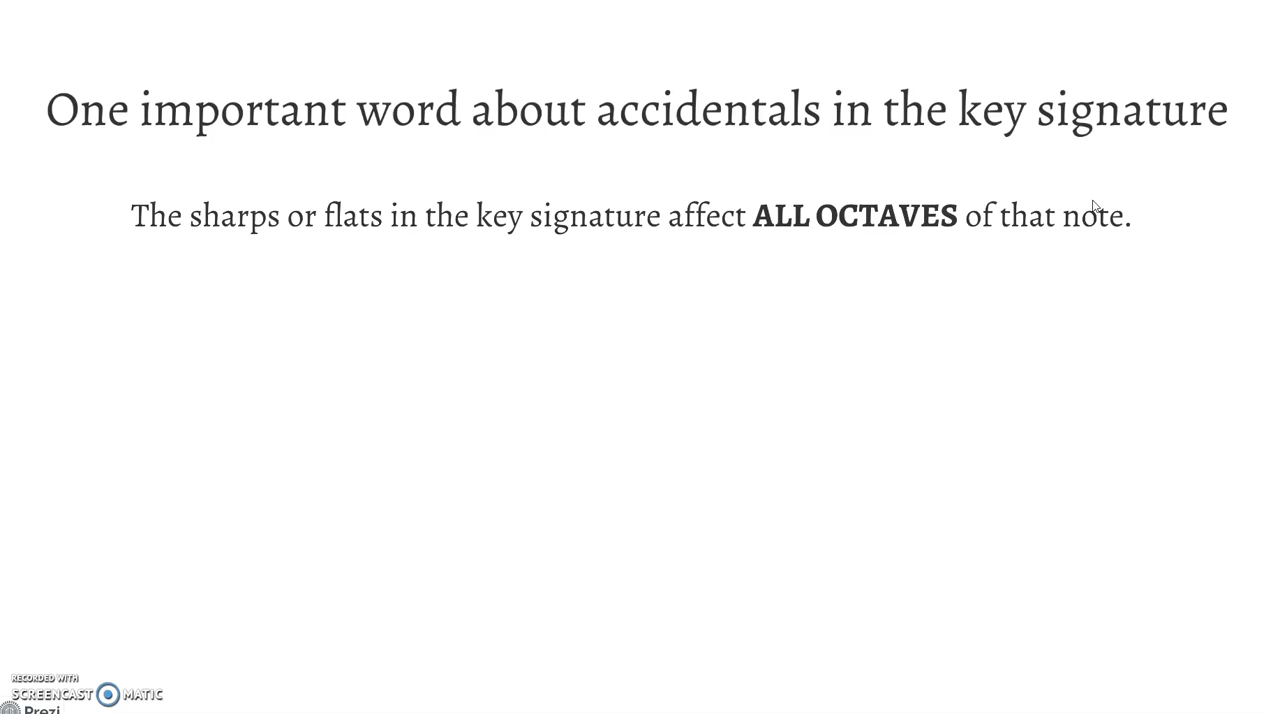 One important word about accidentals in the key signature
The sharps or flats in the key signature affect ALL OCTAVES of that note.
RECORDED WITH
SCREENCAST MATIC
Prezi